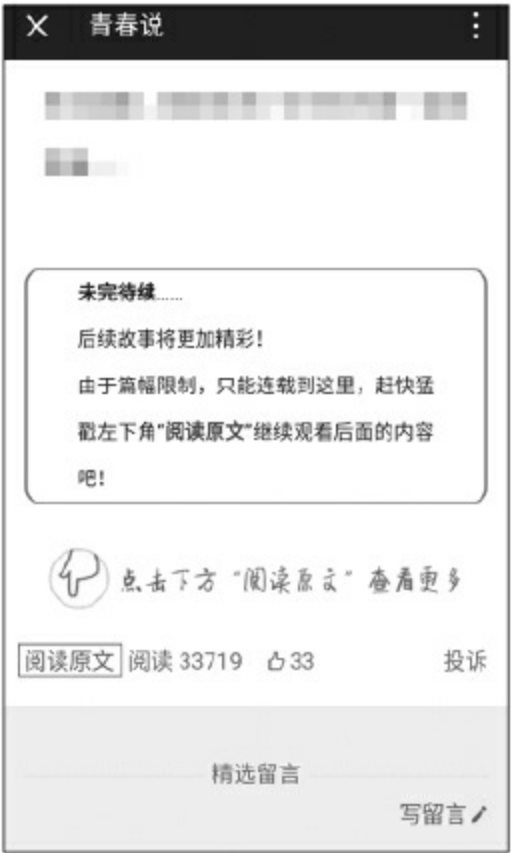 青春说
未完待续……
后续故事将更加精彩!
由于篇幅限制，只能连载到这里，赶快猛
戳左下角“阅读原文”继续观看后面的内容
吧!
点击下方“阅读原文”查看更多
阅读原文 阅读 33719 33 投诉
精选留言
写留言